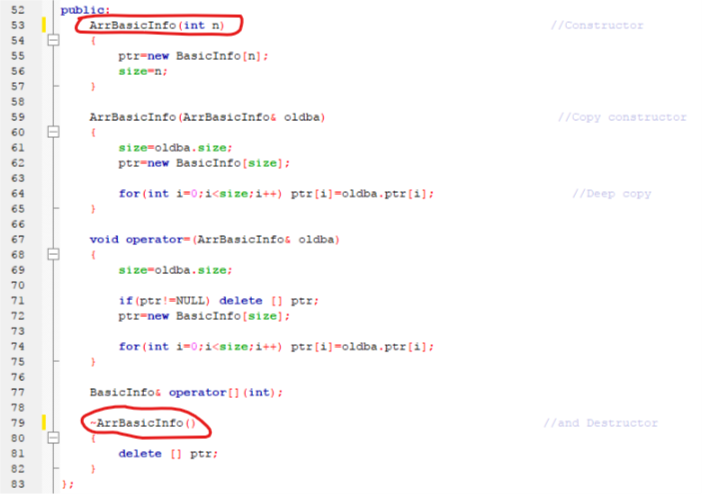 52 public:
53 ArrBasicInfo(int n) //Constructor
54 {
55 ptr=new BasicInfo[n];
56 size=n;
57 }
58
59 ArrBasicInfo(ArrBasicInfo& oldba) //Copy constructor
60 {
61 size=oldba.size;
62 ptr=new BasicInfo[size];
63
64 for(int i=0;i<size;i++) ptr[i]=oldba.ptr[i]; //Deep copy
65 }
66
67 void operator=(ArrBasicInfo& oldba)
68 {
69 size=oldba.size;
70
71 if(ptr!=NULL) delete [] ptr;
72 ptr=new BasicInfo[size];
73
74 for(int i=0;i<size;i++) ptr[i]=oldba.ptr[i];
75 }
76
77 BasicInfo& operator[](int);
78
79 ~ArrBasicInfo() //and Destructor
80 {
81 delete [] ptr;
82 }
83 };